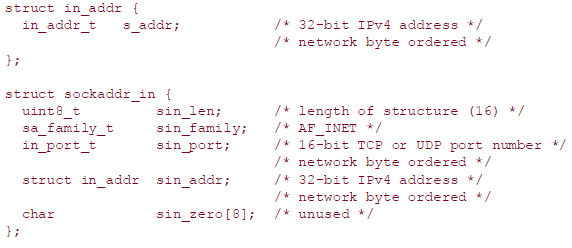 struct in_addr {
  in_addr_t   s_addr;           /* 32-bit IPv4 address */
                                /* network byte ordered */
};

struct sockaddr_in {
  uint8_t         sin_len;      /* length of structure (16) */
  sa_family_t     sin_family;   /* AF_INET */
  in_port_t       sin_port;     /* 16-bit TCP or UDP port number */
                                /* network byte ordered */
  struct in_addr  sin_addr;     /* 32-bit IPv4 address */
                                /* network byte ordered */
  char            sin_zero[8];  /* unused */
};